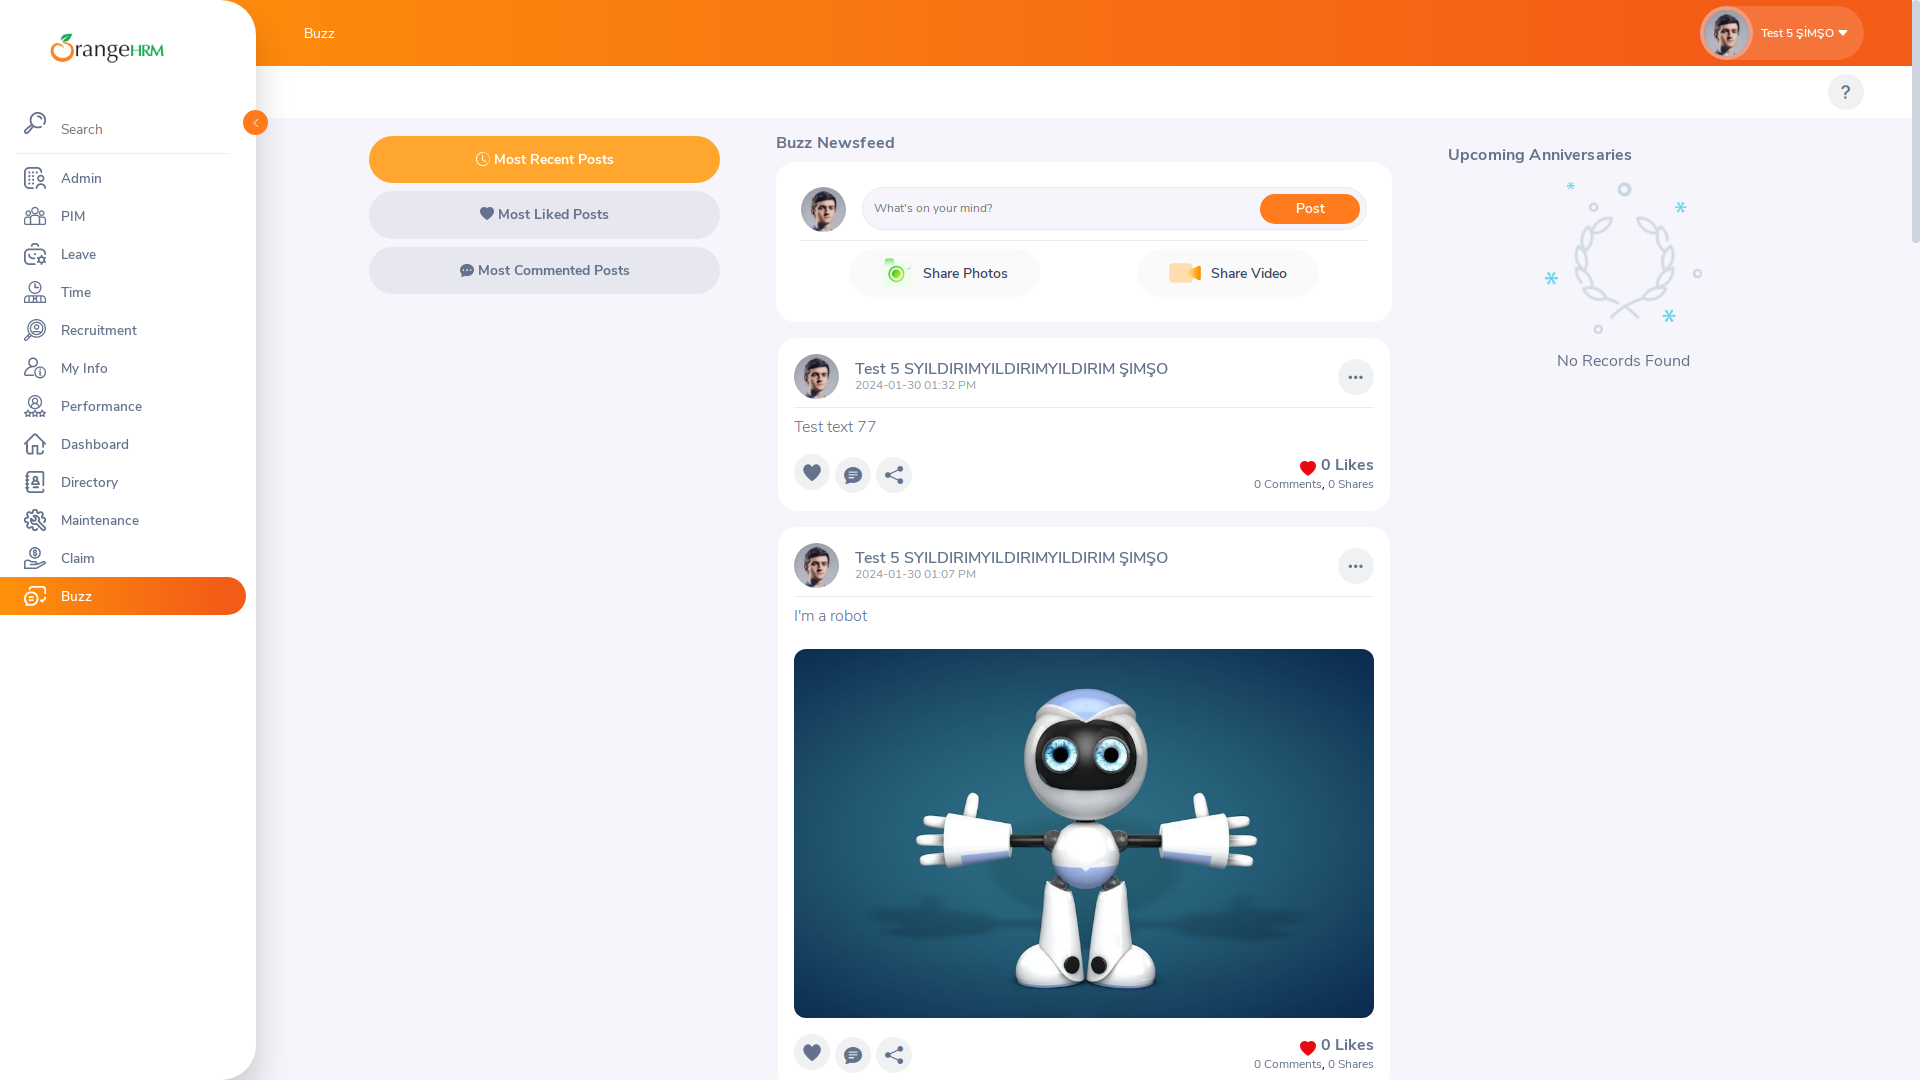 OrangeHRM
Search
Admin
PIM
Leave
Time
Recruitment
My Info
Performance
Dashboard
Directory
Maintenance
Claim
Buzz
Buzz
Test 5 ŞİMŞO
?
Most Recent Posts
Most Liked Posts
Most Commented Posts
Buzz Newsfeed
What's on your mind?
Post
Share Photos
Share Video
Test 5 SYILDIRIMYILDIRIMYILDIRIM ŞİMŞO
2024-01-30 01:32 PM
Test text 77
0 Likes
0 Comments, 0 Shares
Test 5 SYILDIRIMYILDIRIMYILDIRIM ŞİMŞO
2024-01-30 01:07 PM
I'm a robot
0 Likes
0 Comments, 0 Shares
Upcoming Anniversaries
No Records Found